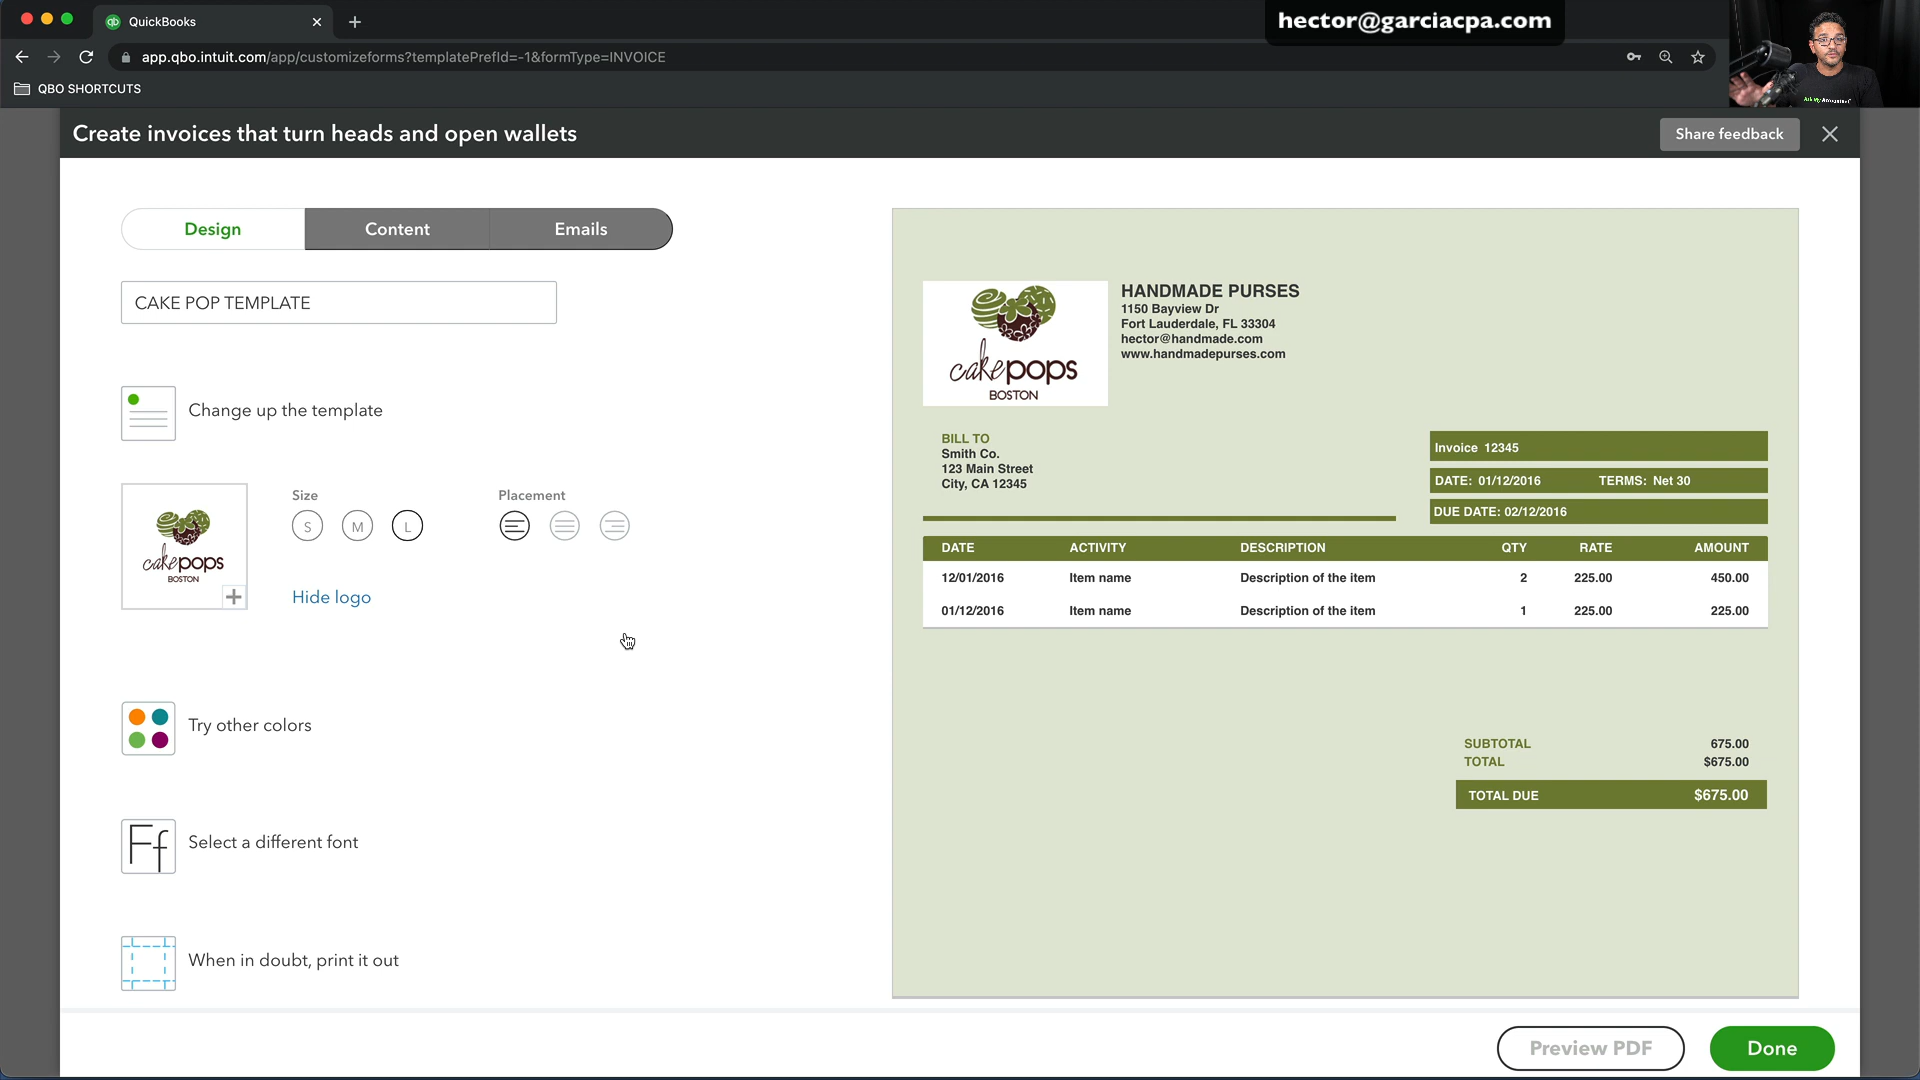 QuickBooks
hector@garciacpa.com
app.qbo.intuit.com/app/customizeforms?templatePrefId=-1&formType=INVOICE
QBO SHORTCUTS
Create invoices that turn heads and open wallets
Share feedback
Design
Content
Emails
CAKE POP TEMPLATE
Change up the template
cakepops
BOSTON
Size
S
M
L
Placement
Hide logo
Try other colors
Ff
Select a different font
When in doubt, print it out
cakepops
BOSTON
HANDMADE PURSES
1150 Bayview Dr
Fort Lauderdale, FL 33304
hector@handmade.com
www.handmadepurses.com
BILL TO
Smith Co.
123 Main Street
City, CA 12345
Invoice 12345
DATE: 01/12/2016 TERMS: Net 30
DUE DATE: 02/12/2016
DATE ACTIVITY DESCRIPTION QTY RATE AMOUNT
12/01/2016 Item name Description of the item 2 225.00 450.00
01/12/2016 Item name Description of the item 1 225.00 225.00
SUBTOTAL 675.00
TOTAL $675.00
TOTAL DUE $675.00
Preview PDF
Done